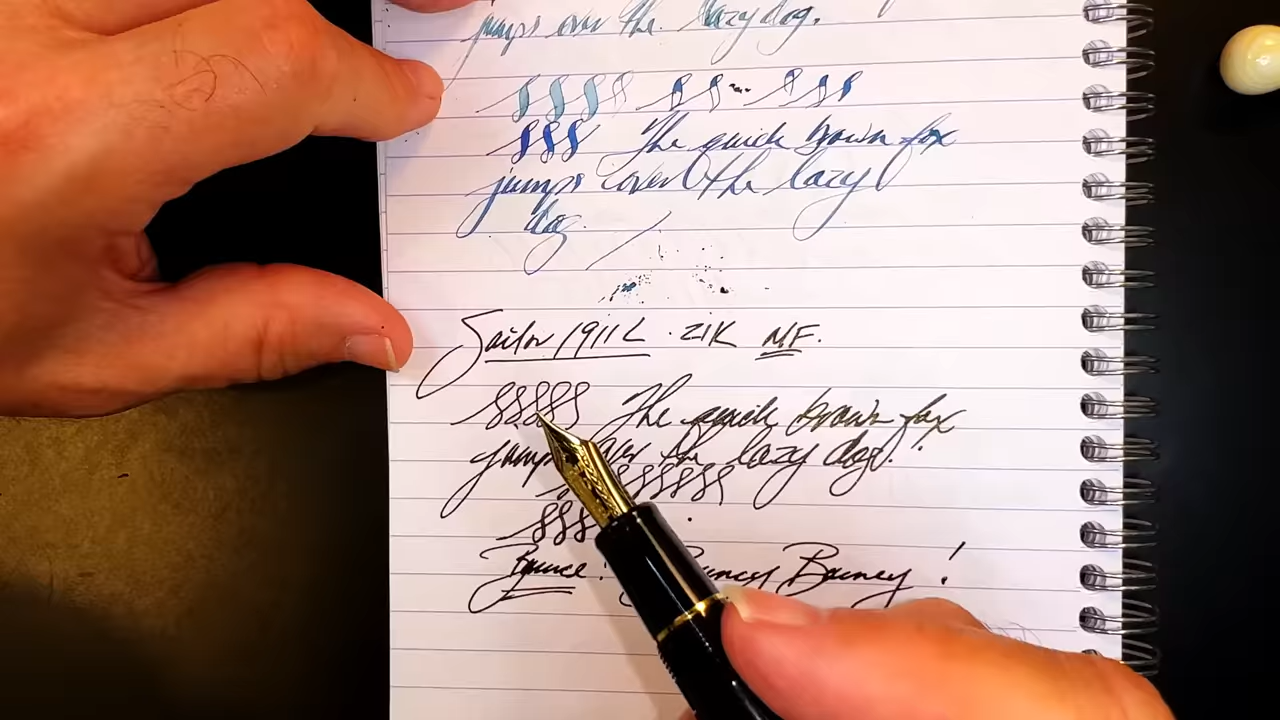 jumps over the lazy dog.
The quick brown fox
jumps over the lazy
dog.
Sailor 1911L · 21K MF.
The quick brown fox
jumps over the lazy dog.
Bounce! Bouncy Bouncy!